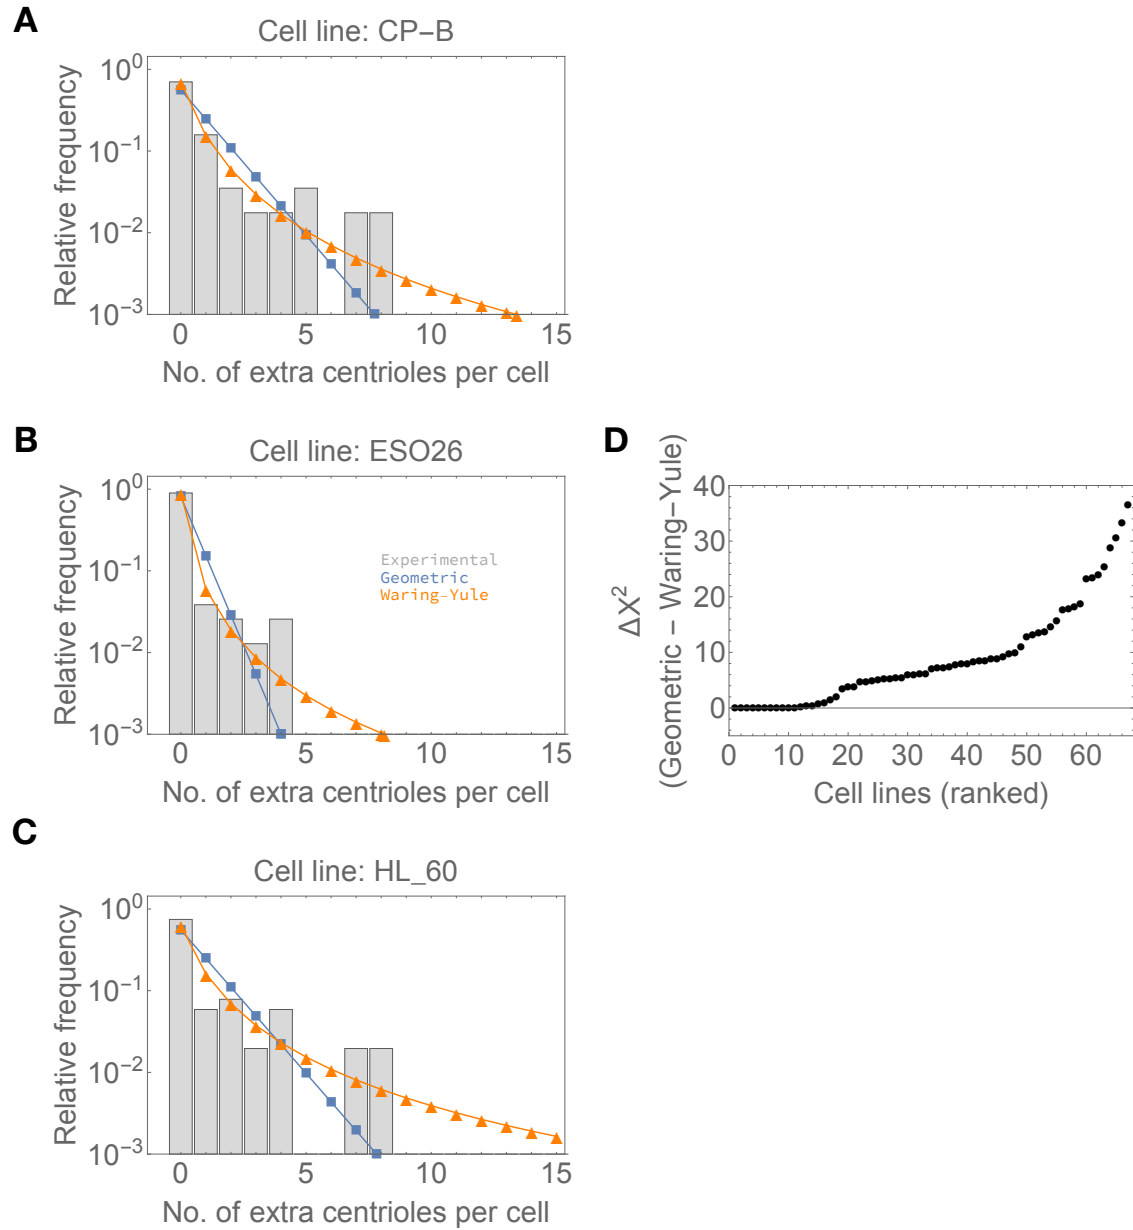 A
Cell line: CP−B
Relative frequency
10^0
10^−1
10^−2
10^−3
0 5 10 15
No. of extra centrioles per cell
B
Cell line: ESO26
Relative frequency
10^0
10^−1
10^−2
10^−3
Experimental
Geometric
Waring−Yule
0 5 10 15
No. of extra centrioles per cell
C
Cell line: HL_60
Relative frequency
10^0
10^−1
10^−2
10^−3
0 5 10 15
No. of extra centrioles per cell
D
ΔX²
(Geometric − Waring−Yule)
40
30
20
10
0
0 10 20 30 40 50 60
Cell lines (ranked)